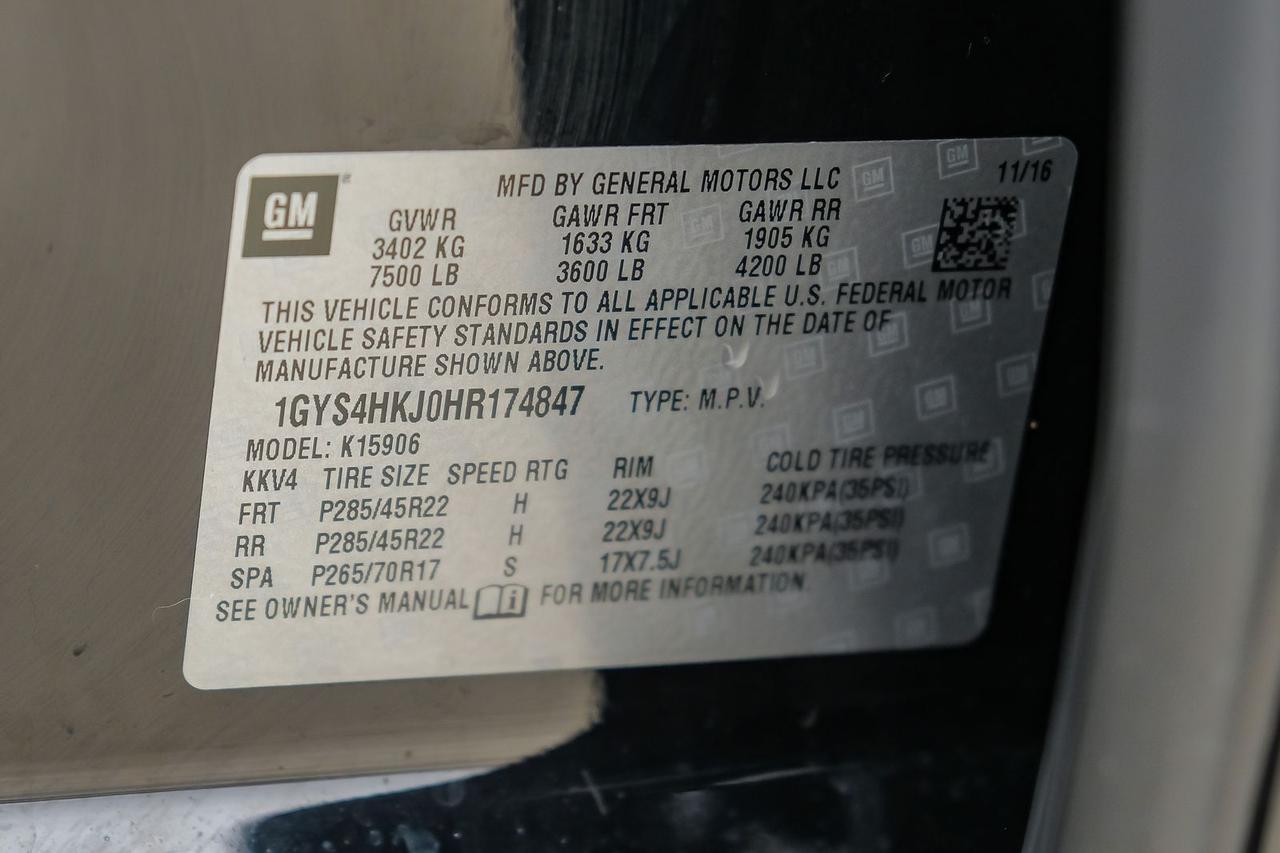 GM
MFD BY GENERAL MOTORS LLC 11/16
GVWR GAWR FRT GAWR RR
3402 KG 1633 KG 1905 KG
7500 LB 3600 LB 4200 LB
THIS VEHICLE CONFORMS TO ALL APPLICABLE U.S. FEDERAL MOTOR
VEHICLE SAFETY STANDARDS IN EFFECT ON THE DATE OF
MANUFACTURE SHOWN ABOVE.
1GYS4HKJ0HR174847 TYPE: M.P.V.
MODEL: K15906
KKV4 TIRE SIZE SPEED RTG RIM COLD TIRE PRESSURE
FRT P285/45R22 H 22X9J 240KPA(35PSI)
RR P285/45R22 H 22X9J 240KPA(35PSI)
SPA P265/70R17 S 17X7.5J 240KPA(35PSI)
SEE OWNER'S MANUAL i FOR MORE INFORMATION.